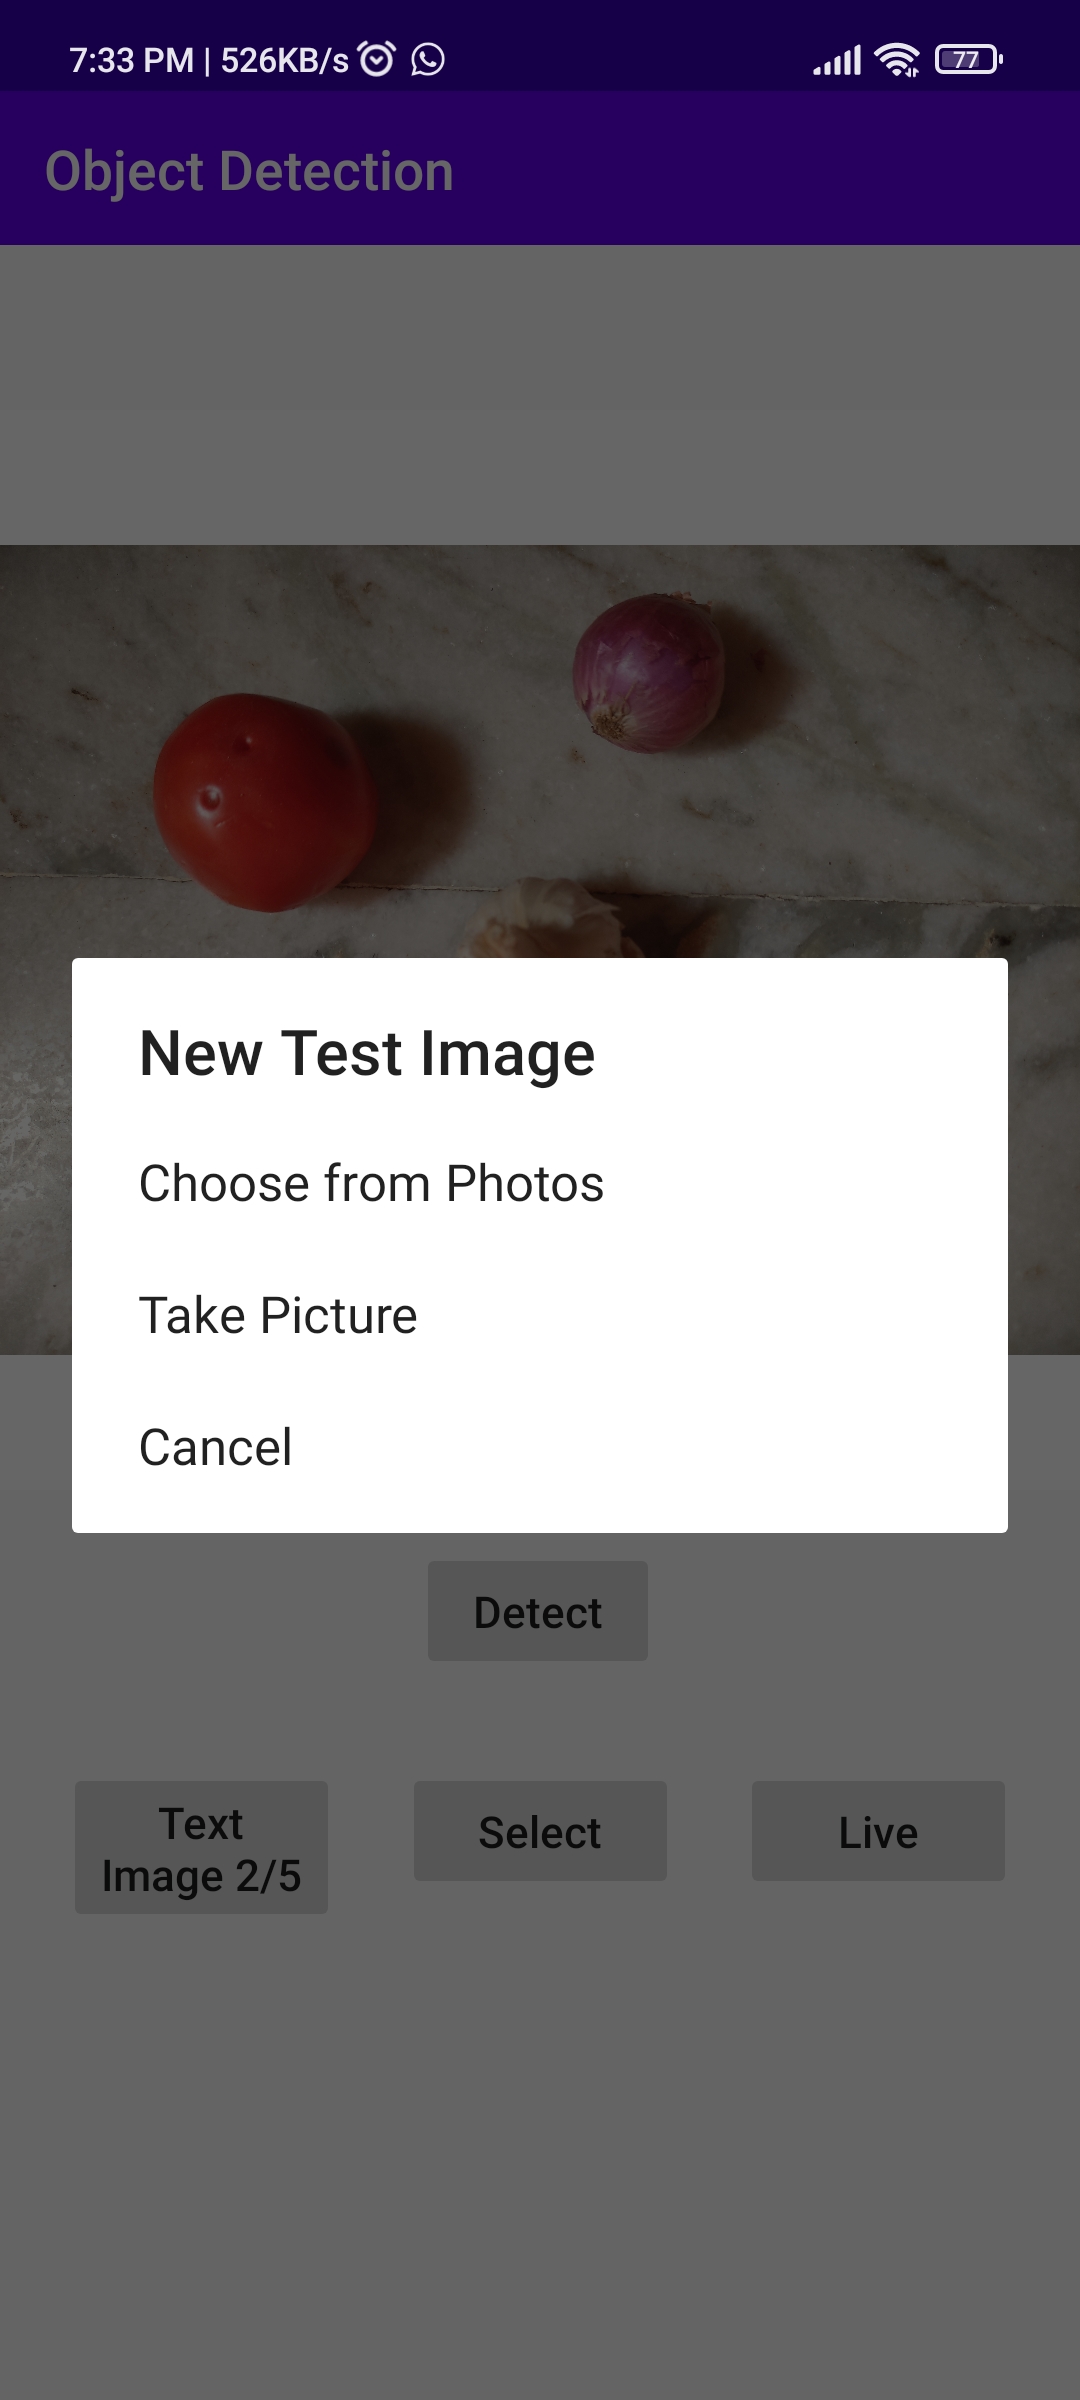 7:33 PM | 526KB/s
77
Object Detection
New Test Image
Choose from Photos
Take Picture
Cancel
Detect
Text
Image 2/5
Select
Live